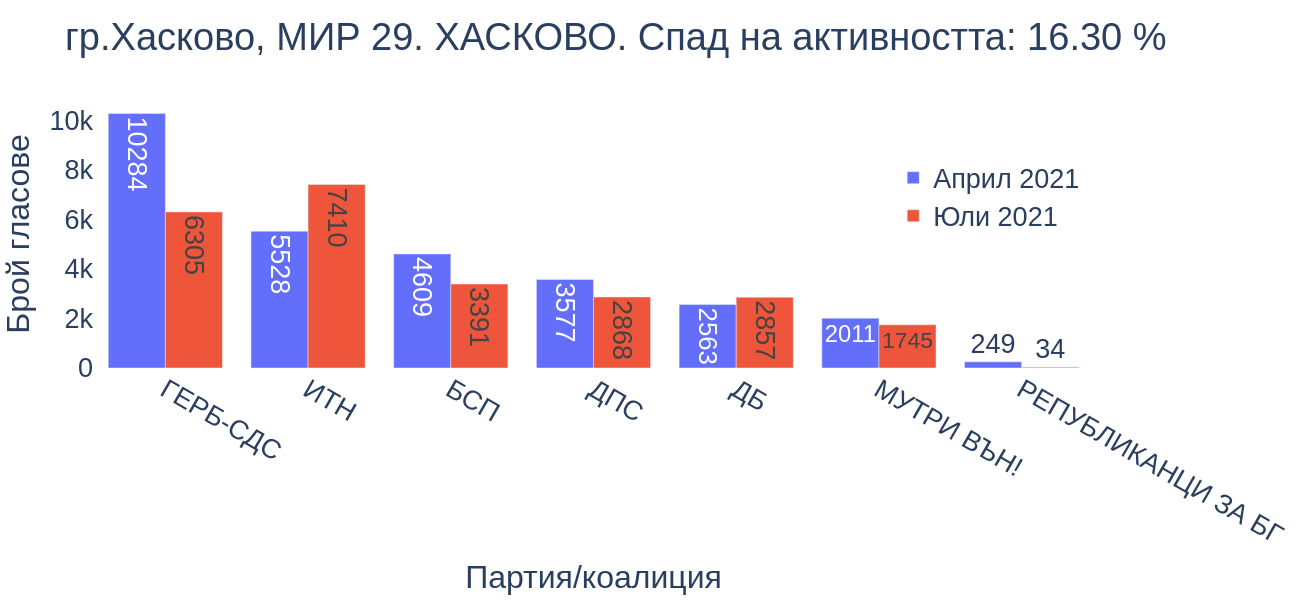 гр.Хасково, МИР 29. ХАСКОВО. Спад на активността: 16.30 %
Брой гласове
10k
8k
6k
4k
2k
0
10284
6305
5528
7410
4609
3391
3577
2868
2563
2857
2011
1745
249
34
Април 2021
Юли 2021
ГЕРБ-СДС
ИТН
БСП
ДПС
ДБ
МУТРИ ВЪН!
РЕПУБЛИКАНЦИ ЗА БГ
Партия/коалиция